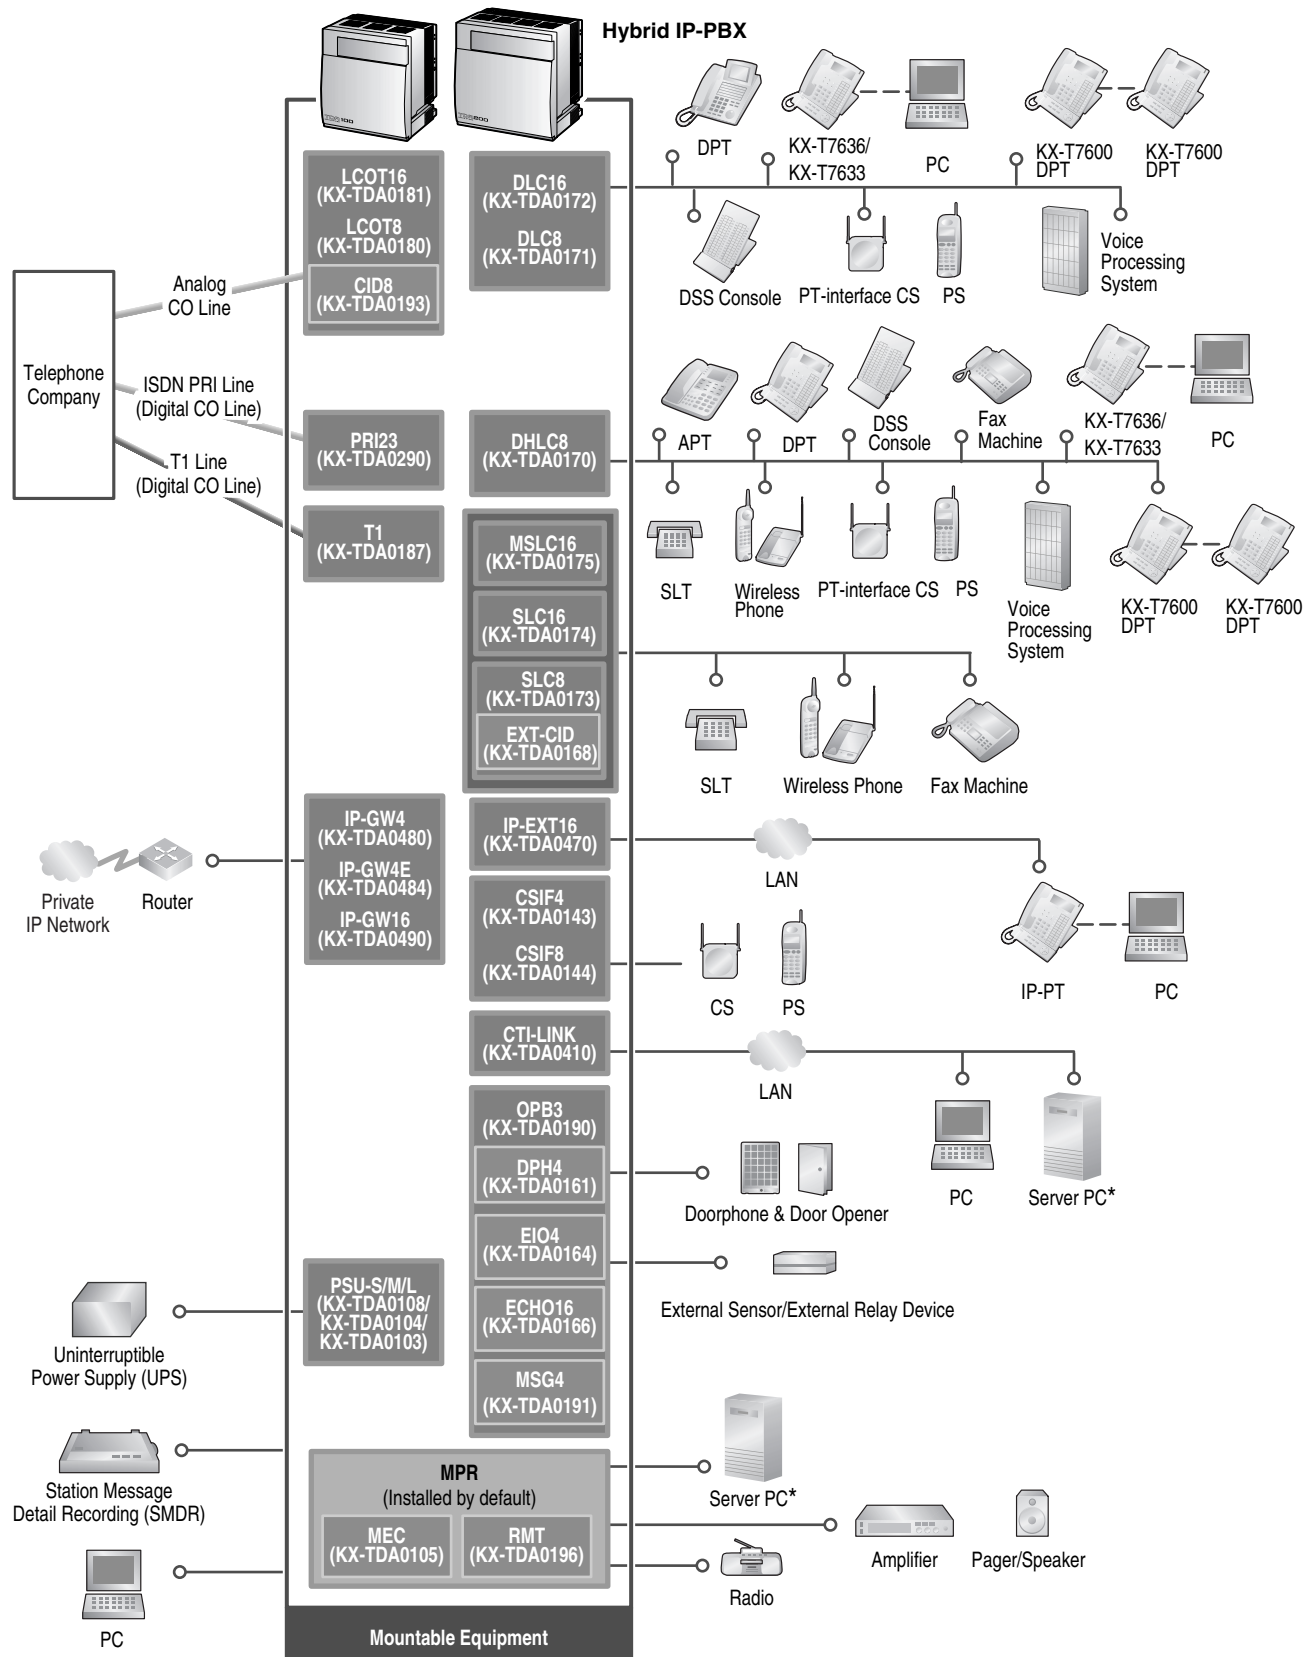 Hybrid IP-PBX
LCOT16
(KX-TDA0181)
LCOT8
(KX-TDA0180)
CID8
(KX-TDA0193)
DLC16
(KX-TDA0172)
DLC8
(KX-TDA0171)
DPT
KX-T7636/
KX-T7633
PC
KX-T7600
DPT
KX-T7600
DPT
DSS Console
PT-interface CS
PS
Voice
Processing
System
Telephone
Company
Analog
CO Line
ISDN PRI Line
(Digital CO Line)
T1 Line
(Digital CO Line)
PRI23
(KX-TDA0290)
T1
(KX-TDA0187)
DHLC8
(KX-TDA0170)
APT
DPT
DSS
Console
Fax
Machine
KX-T7636/
KX-T7633
PC
SLT
Wireless
Phone
PT-interface CS
PS
Voice
Processing
System
KX-T7600
DPT
KX-T7600
DPT
MSLC16
(KX-TDA0175)
SLC16
(KX-TDA0174)
SLC8
(KX-TDA0173)
EXT-CID
(KX-TDA0168)
SLT
Wireless Phone
Fax Machine
Private
IP Network
Router
IP-GW4
(KX-TDA0480)
IP-GW4E
(KX-TDA0484)
IP-GW16
(KX-TDA0490)
IP-EXT16
(KX-TDA0470)
LAN
IP-PT
PC
CSIF4
(KX-TDA0143)
CSIF8
(KX-TDA0144)
CS
PS
CTI-LINK
(KX-TDA0410)
LAN
PC
Server PC*
OPB3
(KX-TDA0190)
DPH4
(KX-TDA0161)
Doorphone & Door Opener
EIO4
(KX-TDA0164)
External Sensor/External Relay Device
ECHO16
(KX-TDA0166)
MSG4
(KX-TDA0191)
Uninterruptible
Power Supply (UPS)
PSU-S/M/L
(KX-TDA0108/
KX-TDA0104/
KX-TDA0103)
Station Message
Detail Recording (SMDR)
PC
MPR
(Installed by default)
MEC
(KX-TDA0105)
RMT
(KX-TDA0196)
Server PC*
Amplifier
Pager/Speaker
Radio
Mountable Equipment